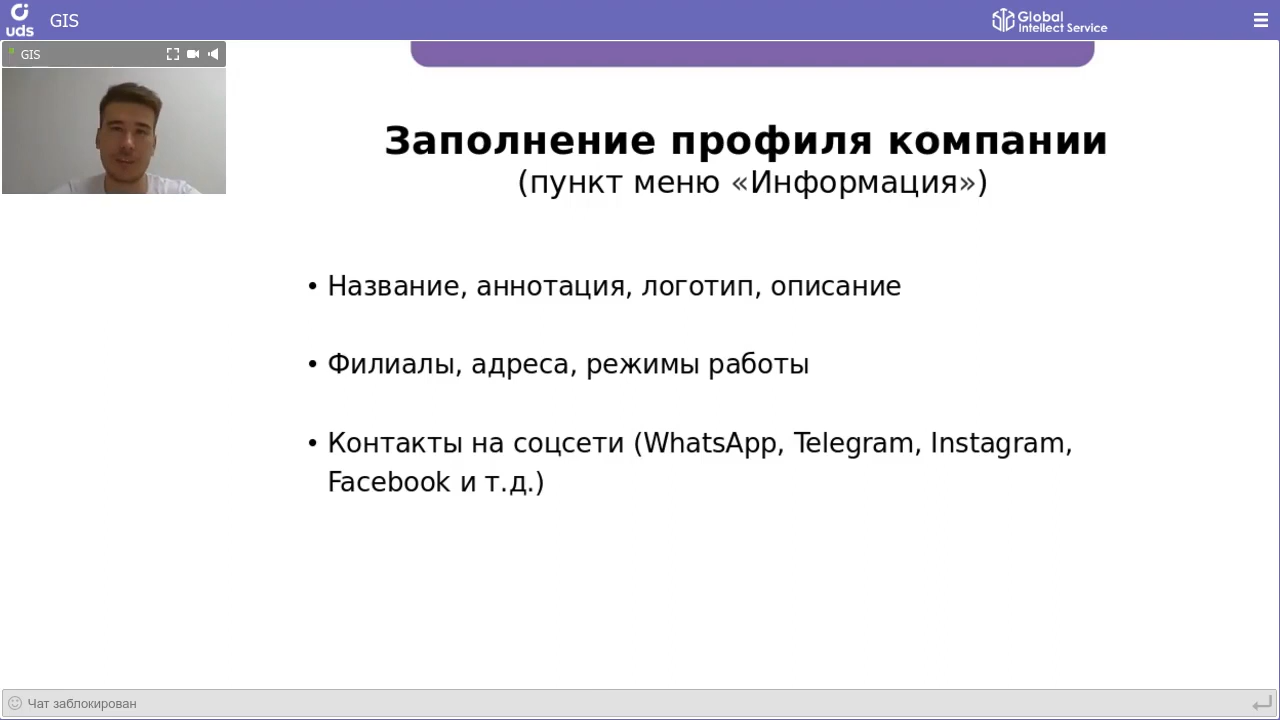 uds
GIS
Global
Intellect Service
GIS
Заполнение профиля компании
(пункт меню «Информация»)
• Название, аннотация, логотип, описание
• Филиалы, адреса, режимы работы
• Контакты на соцсети (WhatsApp, Telegram, Instagram,
Facebook и т.д.)
Чат заблокирован